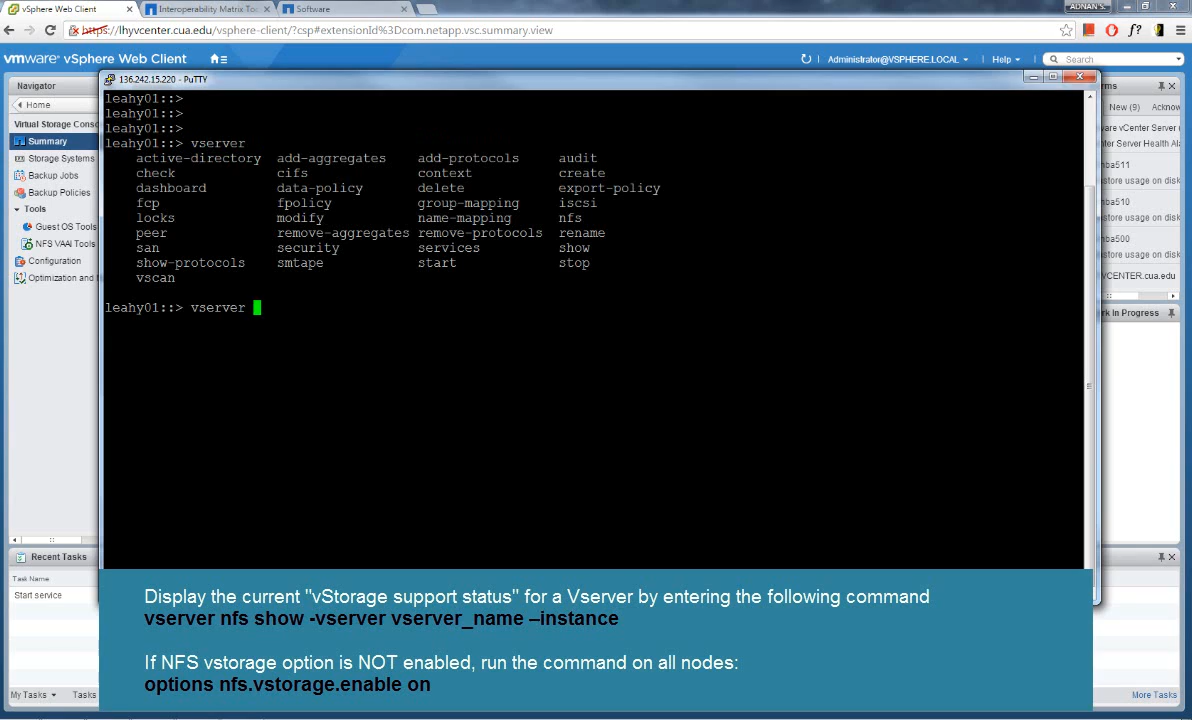 vSphere Web Client
Interoperability Matrix Too
Software
ADNAN S.
https://lhyvcenter.cua.edu/vsphere-client/?csp#extensionId%3Dcom.netapp.vsc.summary.view
vmware® vSphere Web Client
Administrator@VSPHERE.LOCAL
Help
Search
Navigator
Home
Virtual Storage Cons
Summary
Storage Systems
Backup Jobs
Backup Policies
Tools
Guest OS Tools
NFS VAAI Tools
Configuration
Optimization and
136.242.15.220 - PuTTY
leahy01::>
leahy01::>
leahy01::>
leahy01::> vserver
active-directory add-aggregates add-protocols audit
check cifs context create
dashboard data-policy delete export-policy
fcp fpolicy group-mapping iscsi
locks modify name-mapping nfs
peer remove-aggregates remove-protocols rename
san security services show
show-protocols smtape start stop
vscan
leahy01::> vserver
rms
New (9) Acknow
are vCenter Server
ter Server Health Al
ba511
store usage on disk
ba510
store usage on disk
ba500
store usage on disk
VCENTER.cua.edu
rk In Progress
Recent Tasks
Task Name
Start service
My Tasks
Tasks
More Tasks
Display the current "vStorage support status" for a Vserver by entering the following command
vserver nfs show -vserver vserver_name –instance
If NFS vstorage option is NOT enabled, run the command on all nodes:
options nfs.vstorage.enable on